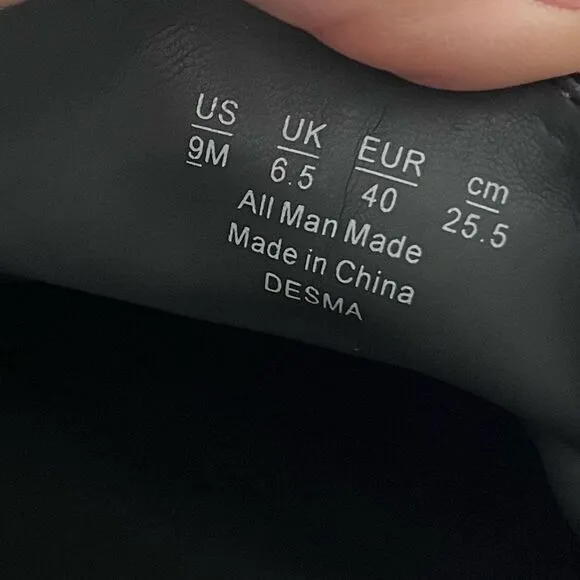 US UK EUR cm
9M 6.5 40 25.5
All Man Made
Made in China
DESMA